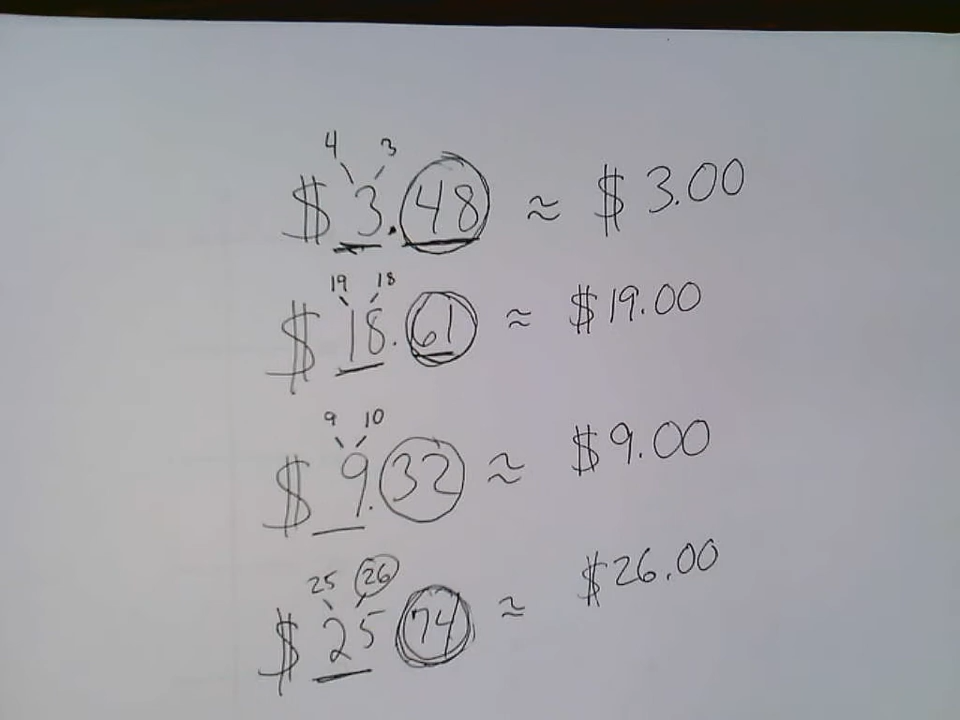 4 3
$ 3.48 ≈ $ 3.00
19 18
$ 18.61 ≈ $19.00
9 10
$ 9.32 ≈ $9.00
25 26
$ 25 74 ≈ $26.00